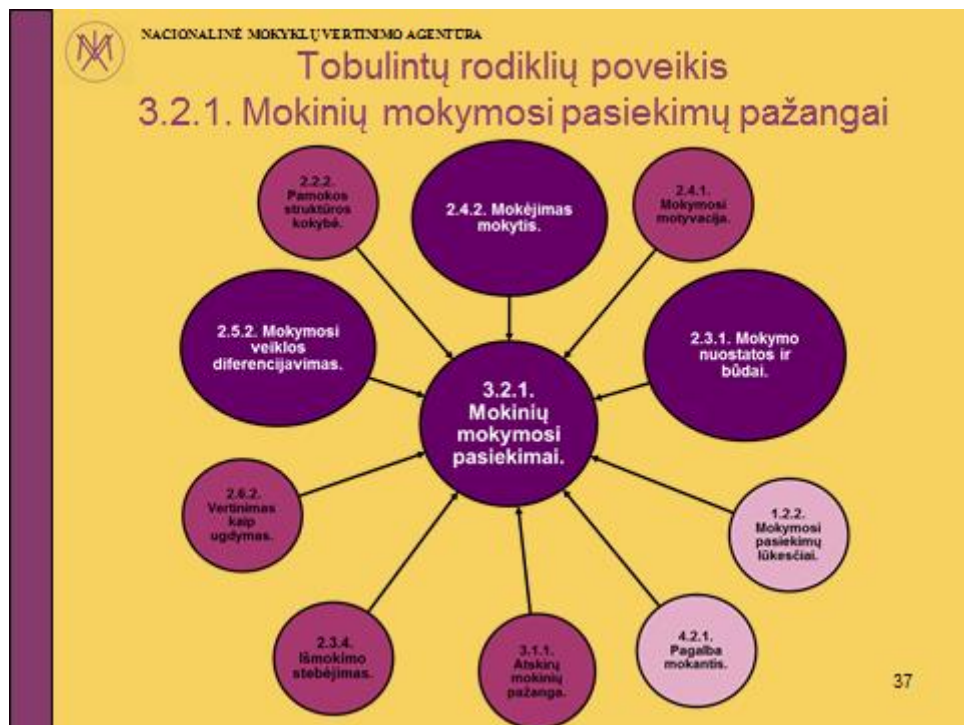 NACIONALINĖ MOKYKLŲ VERTINIMO AGENTŪRA
Tobulintų rodiklių poveikis
3.2.1. Mokinių mokymosi pasiekimų pažangai
2.2.2.
Pamokos
struktūros
kokybė.
2.4.2. Mokėjimas
mokytis.
2.4.1.
Mokymosi
motyvacija.
2.5.2. Mokymosi
veiklos
diferencijavimas.
2.3.1. Mokymo
nuostatos ir
būdai.
3.2.1.
Mokinių
mokymosi
pasiekimai.
2.6.2.
Vertinimas
kaip
ugdymas.
1.2.2.
Mokymosi
pasiekimų
lūkesčiai.
2.3.4.
Išmokimo
stebėjimas.
3.1.1.
Atskirų
mokinių
pažanga.
4.2.1.
Pagalba
mokantis.
37